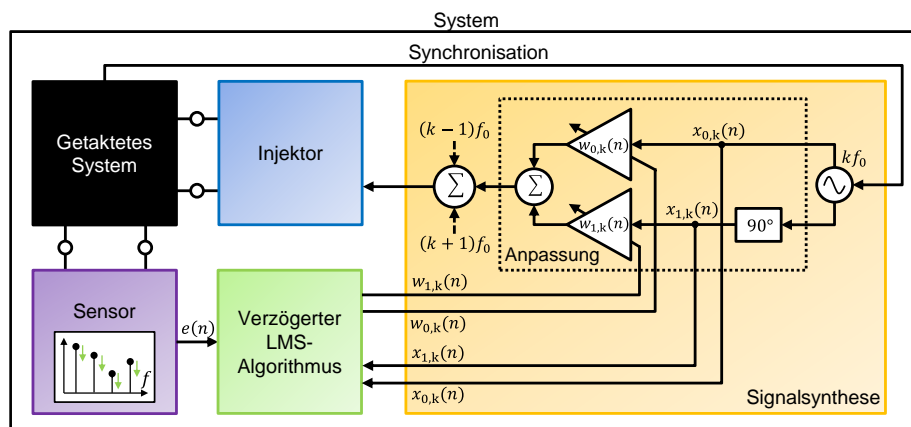 System
Synchronisation
Getaktetes
System
Injektor
(k − 1)f₀
∑
(k + 1)f₀
∑
w₀,ₖ(n)
w₁,ₖ(n)
x₀,ₖ(n)
x₁,ₖ(n)
kf₀
90°
Anpassung
Sensor
f
e(n)
Verzögerter
LMS-
Algorithmus
w₁,ₖ(n)
w₀,ₖ(n)
x₁,ₖ(n)
x₀,ₖ(n)
Signalsynthese